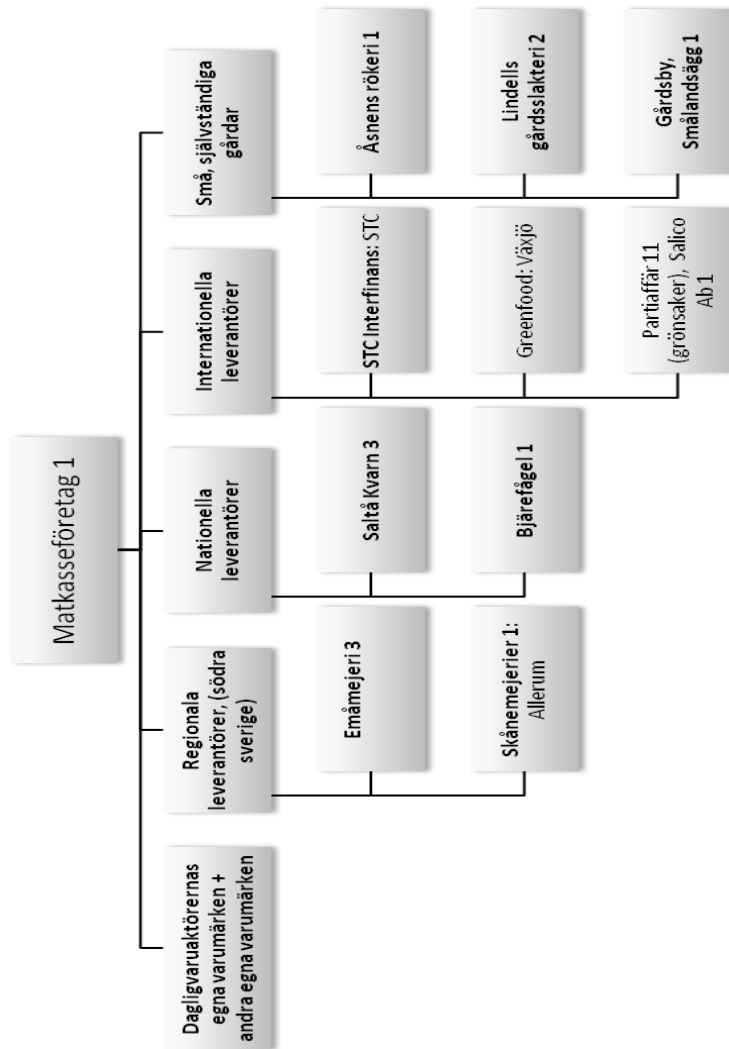 Matkasseföretag 1
Dagligvaruaktörernas
egna varumärken +
andra egna varumärken
Regionala
leverantörer, (södra
sverige)
Emåmejeri 3
Skånemejerier 1:
Allerum
Nationella
leverantörer
Saltå Kvarn 3
Bjärefågel 1
Internationella
leverantörer
STC Interfinans: STC
Greenfood: Växjö
Partiaffär 11
(grönsaker), Salico
Ab 1
Små, självständiga
gårdar
Åsnens rökeri 1
Lindells
gårdsslakteri 2
Gårdsby,
Smålandsägg 1